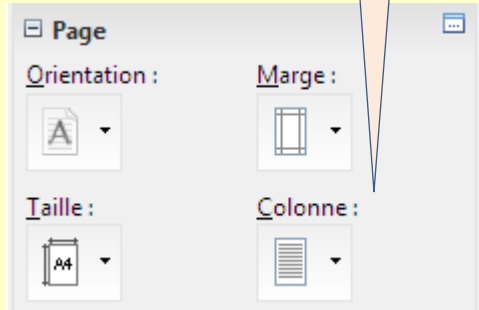 Page
Orientation :
Marge :
A
Taille :
Colonne :
A4